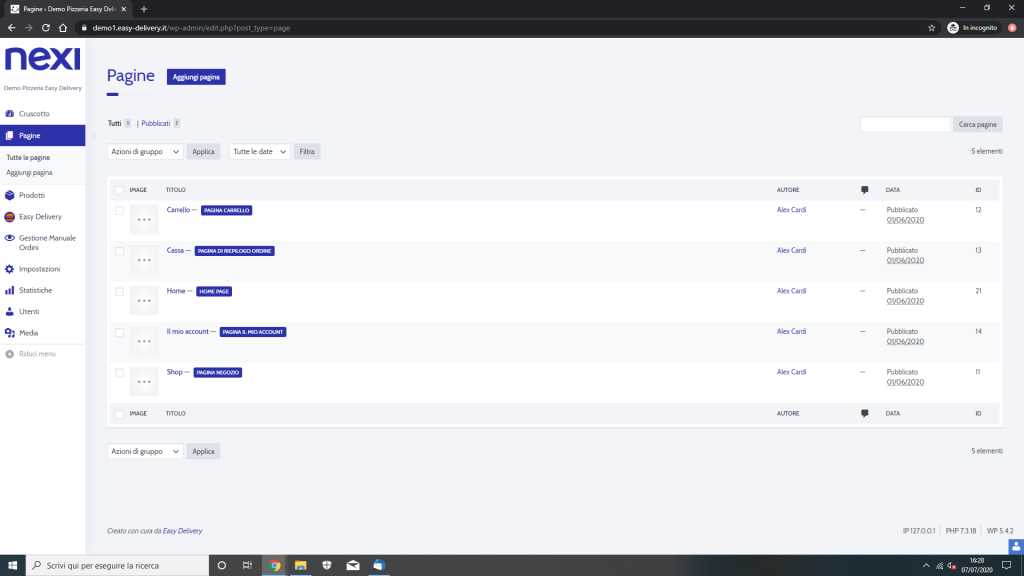 Pagine ‹ Demo Pizzeria Easy Deli
demo1.easy-delivery.it/wp-admin/edit.php?post_type=page
In incognito
nexi
Demo Pizzeria Easy Delivery
Cruscotto
Pagine
Tutte le pagine
Aggiungi pagina
Prodotti
Easy Delivery
Gestione Manuale
Ordini
Impostazioni
Statistiche
Utenti
Media
Riduci menu
Pagine
Aggiungi pagina
Tutti 5 | Pubblicati 5
Cerca pagine
Azioni di gruppo Applica Tutte le date Filtra
5 elementi
IMAGE TITOLO AUTORE DATA ID
Carrello — PAGINA CARRELLO Alex Cardi — Pubblicato 12
01/06/2020
Cassa — PAGINA DI RIEPILOGO ORDINE Alex Cardi — Pubblicato 13
01/06/2020
Home — HOME PAGE Alex Cardi — Pubblicato 21
01/06/2020
Il mio account — PAGINA IL MIO ACCOUNT Alex Cardi — Pubblicato 14
01/06/2020
Shop — PAGINA NEGOZIO Alex Cardi — Pubblicato 11
01/06/2020
IMAGE TITOLO AUTORE DATA ID
Azioni di gruppo Applica
5 elementi
Creato con cura da Easy Delivery
IP 127.0.0.1 PHP 7.3.18 WP 5.4.2
Scrivi qui per eseguire la ricerca
16:28
07/07/2020